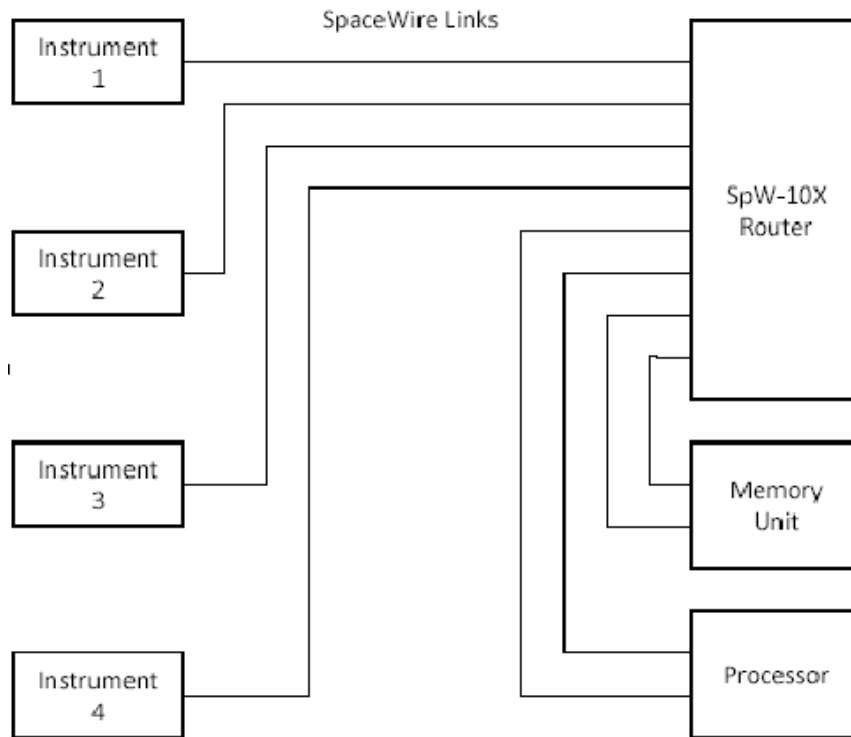 SpaceWire Links
Instrument
1
Instrument
2
Instrument
3
Instrument
4
SpW-10X
Router
Memory
Unit
Processor